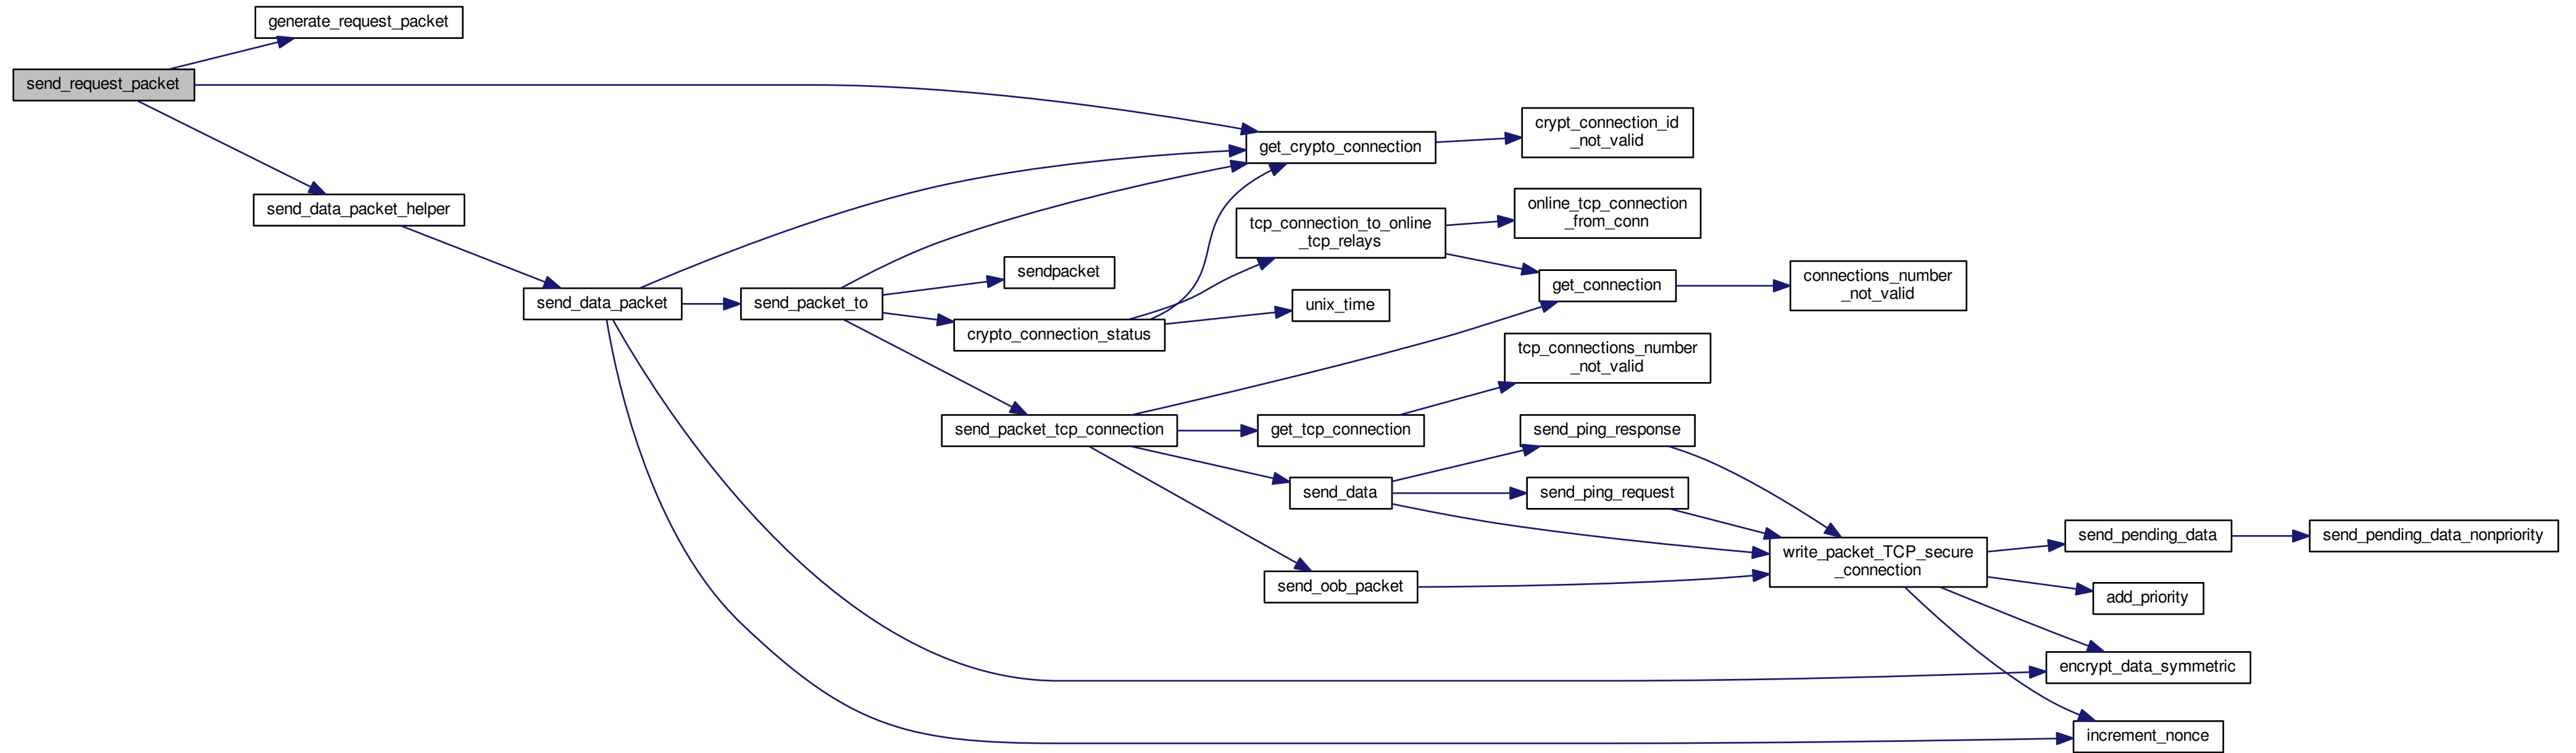 generate_request_packet
send_request_packet
crypt_connection_id
_not_valid
get_crypto_connection
online_tcp_connection
_from_conn
send_data_packet_helper
tcp_connection_to_online
_tcp_relays
sendpacket
connections_number
_not_valid
get_connection
send_data_packet
send_packet_to
unix_time
crypto_connection_status
tcp_connections_number
_not_valid
send_packet_tcp_connection
get_tcp_connection
send_ping_response
send_data
send_ping_request
send_pending_data
send_pending_data_nonpriority
write_packet_TCP_secure
_connection
send_oob_packet
add_priority
encrypt_data_symmetric
increment_nonce